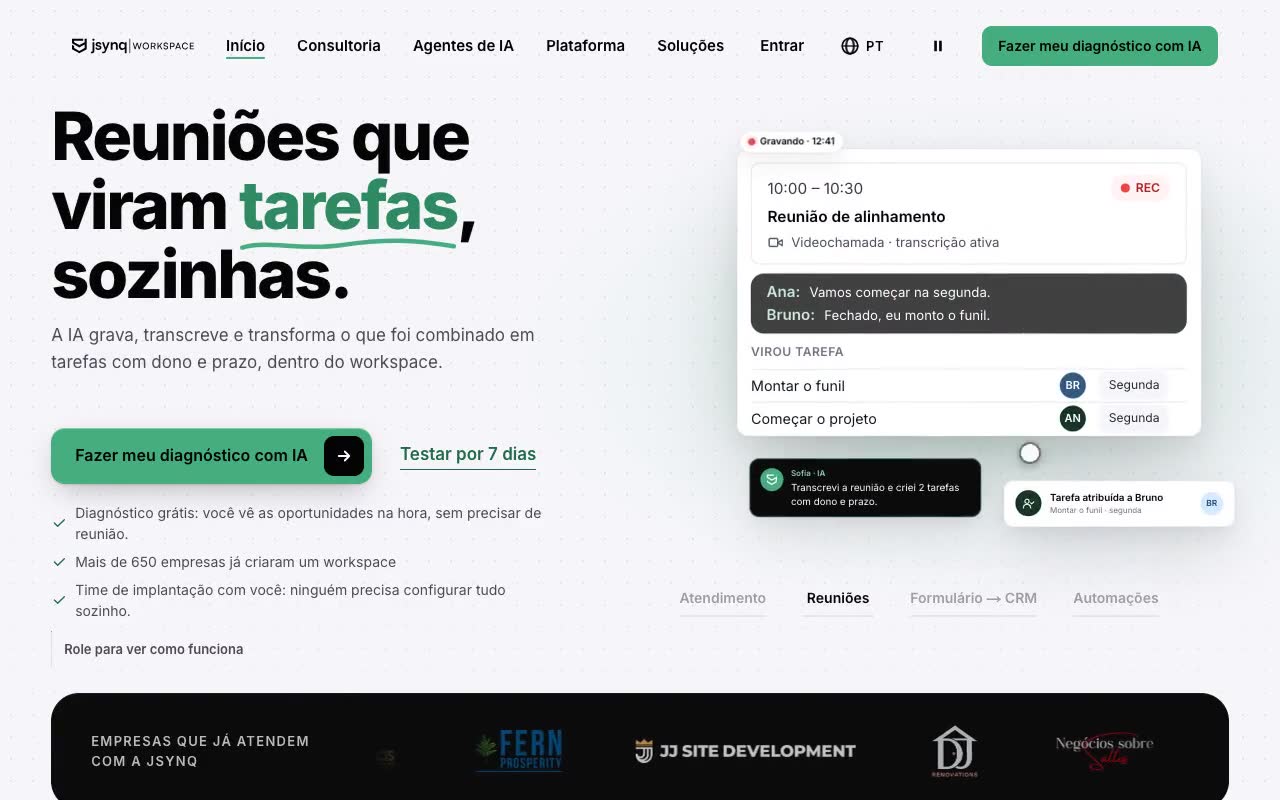 jsynq WORKSPACE
Início
Consultoria
Agentes de IA
Plataforma
Soluções
Entrar
PT
Fazer meu diagnóstico com IA
Reuniões que
viram tarefas,
sozinhas.
A IA grava, transcreve e transforma o que foi combinado em
tarefas com dono e prazo, dentro do workspace.
Fazer meu diagnóstico com IA
Testar por 7 dias
Diagnóstico grátis: você vê as oportunidades na hora, sem precisar de
reunião.
Mais de 650 empresas já criaram um workspace
Time de implantação com você: ninguém precisa configurar tudo
sozinho.
Role para ver como funciona
Gravando · 12:41
10:00 – 10:30
REC
Reunião de alinhamento
Videochamada · transcrição ativa
Ana: Vamos começar na segunda.
Bruno: Fechado, eu monto o funil.
VIROU TAREFA
Montar o funil BR Segunda
Começar o projeto AN Segunda
Sofia · IA
Transcrevi a reunião e criei 2 tarefas
com dono e prazo.
Tarefa atribuída a Bruno
Montar o funil · segunda
BR
Atendimento
Reuniões
Formulário → CRM
Automações
EMPRESAS QUE JÁ ATENDEM
COM A JSYNQ
FERN
PROSPERITY
JJ SITE DEVELOPMENT
DJ
RENOVATIONS
Negócios sobre